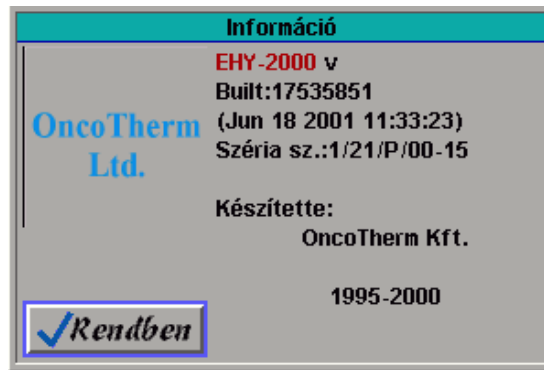 Információ
OncoTherm
Ltd.
EHY-2000 v
Built:17535851
(Jun 18 2001 11:33:23)
Széria sz.:1/21/P/00-15
Készítette:
OncoTherm Kft.
1995-2000
Rendben